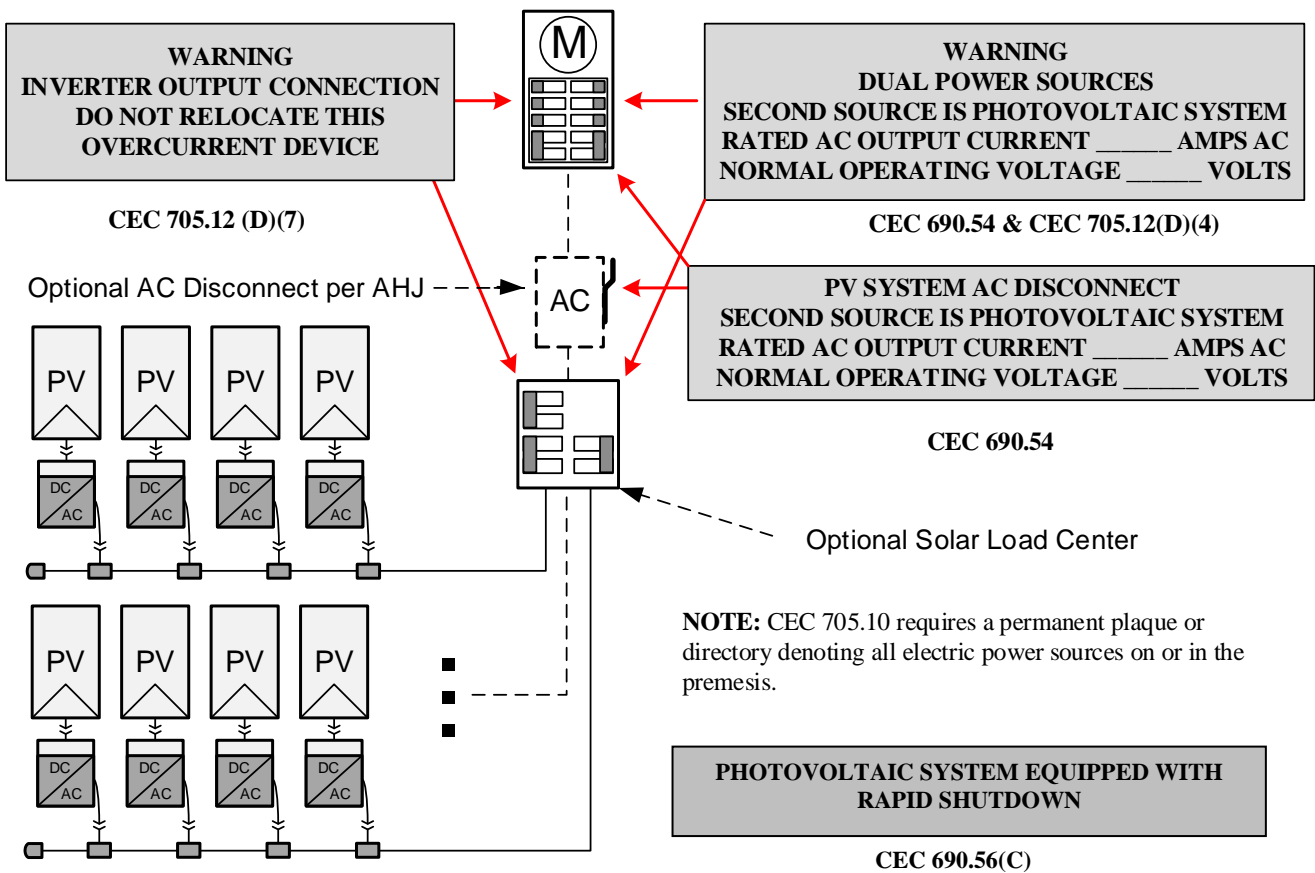 WARNING
INVERTER OUTPUT CONNECTION
DO NOT RELOCATE THIS
OVERCURRENT DEVICE
CEC 705.12 (D)(7)
M
WARNING
DUAL POWER SOURCES
SECOND SOURCE IS PHOTOVOLTAIC SYSTEM
RATED AC OUTPUT CURRENT ______ AMPS AC
NORMAL OPERATING VOLTAGE ______ VOLTS
CEC 690.54 & CEC 705.12(D)(4)
Optional AC Disconnect per AHJ
AC
PV SYSTEM AC DISCONNECT
SECOND SOURCE IS PHOTOVOLTAIC SYSTEM
RATED AC OUTPUT CURRENT ______ AMPS AC
NORMAL OPERATING VOLTAGE ______ VOLTS
CEC 690.54
PV PV PV PV
DC DC DC DC
AC AC AC AC
Optional Solar Load Center
NOTE: CEC 705.10 requires a permanent plaque or
directory denoting all electric power sources on or in the
premesis.
PV PV PV PV
DC DC DC DC
AC AC AC AC
PHOTOVOLTAIC SYSTEM EQUIPPED WITH
RAPID SHUTDOWN
CEC 690.56(C)